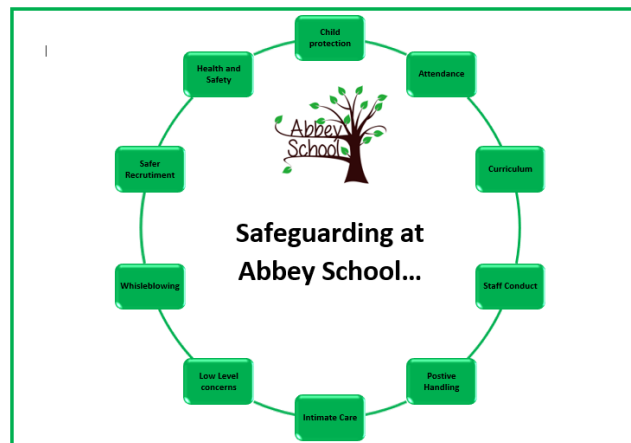 Child
protection
Attendance
Curriculum
Staff Conduct
Postive
Handling
Intimate Care
Low Level
concerns
Whisleblowing
Safer
Recrutiment
Health and
Safety
Abbey
School
Safeguarding at
Abbey School...